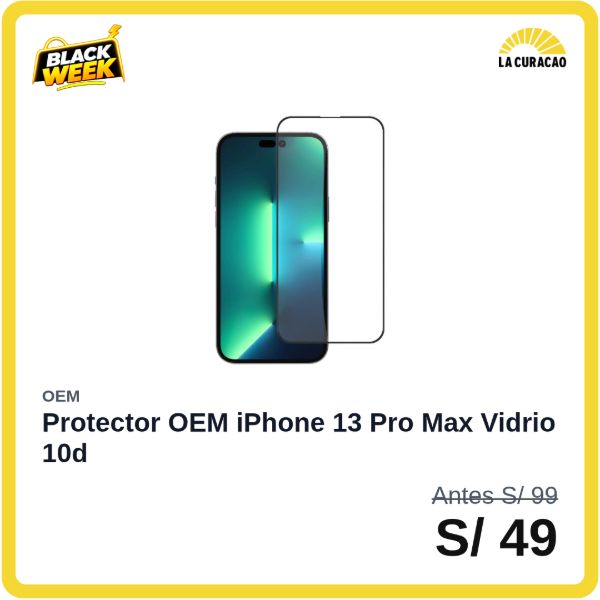 BLACK
WEEK
LA CURACAO
OEM
Protector OEM iPhone 13 Pro Max Vidrio
10d
Antes S/ 99
S/ 49